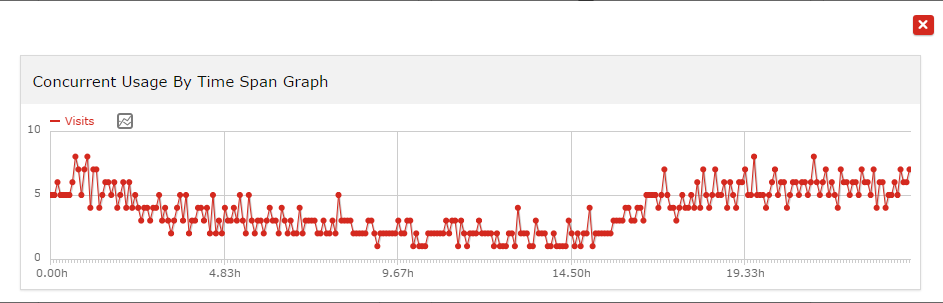 Concurrent Usage By Time Span Graph
Visits
10
5
0
0.00h 4.83h 9.67h 14.50h 19.33h